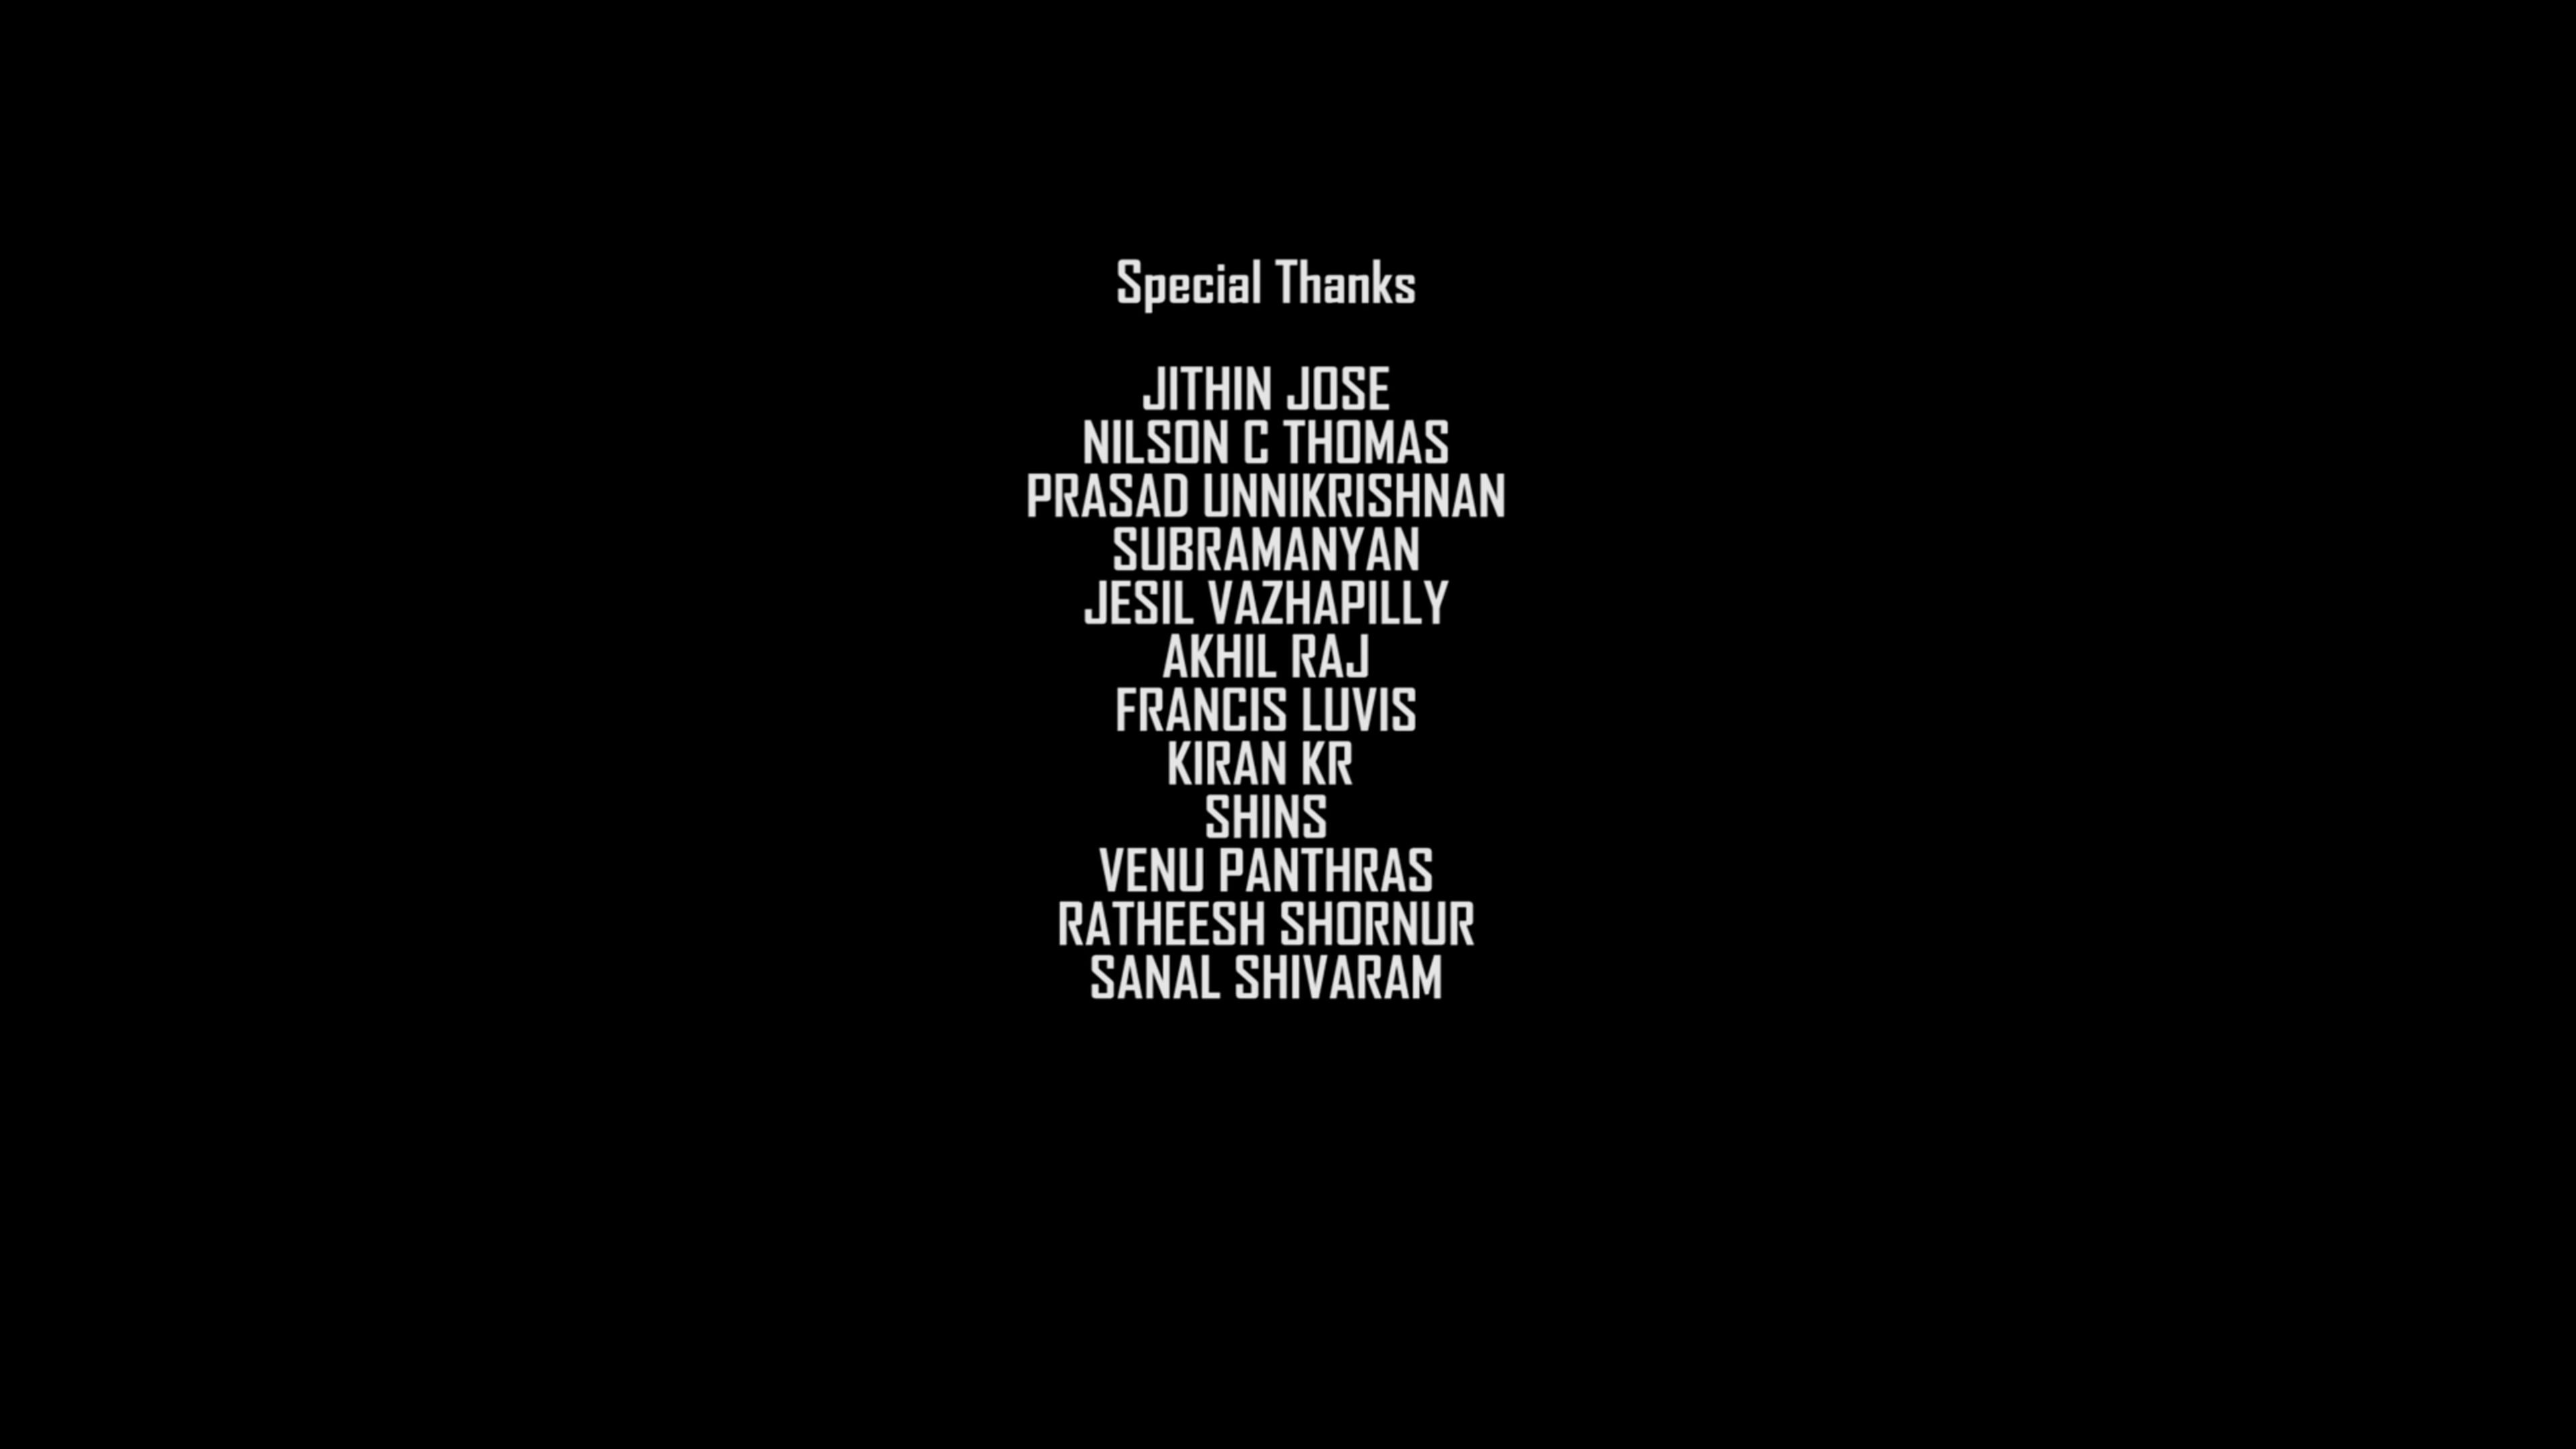 Special Thanks
JITHIN JOSE
NILSON C THOMAS
PRASAD UNNIKRISHNAN
SUBRAMANYAN
JESIL VAZHAPILLY
AKHIL RAJ
FRANCIS LUVIS
KIRAN KR
SHINS
VENU PANTHRAS
RATHEESH SHORNUR
SANAL SHIVARAM